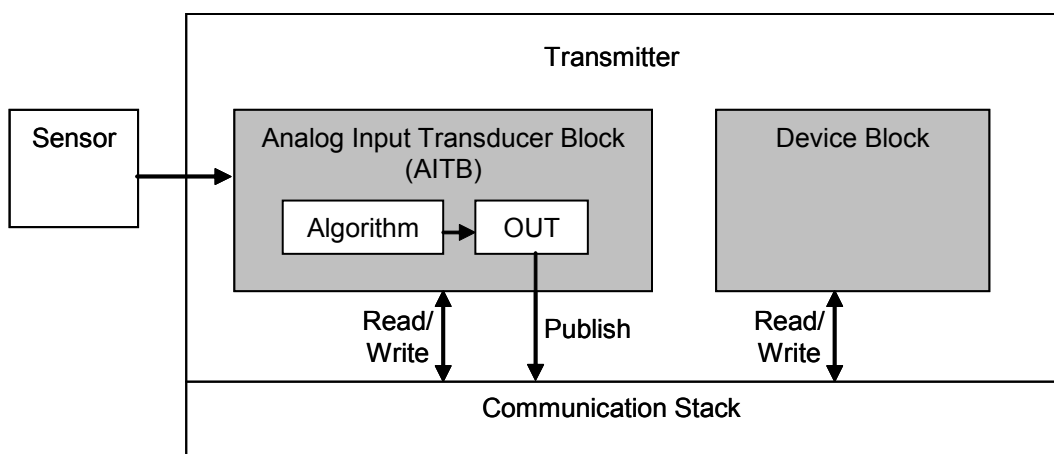 Transmitter
Sensor
Analog Input Transducer Block
(AITB)
Device Block
Algorithm
OUT
Read/
Write
Publish
Read/
Write
Communication Stack